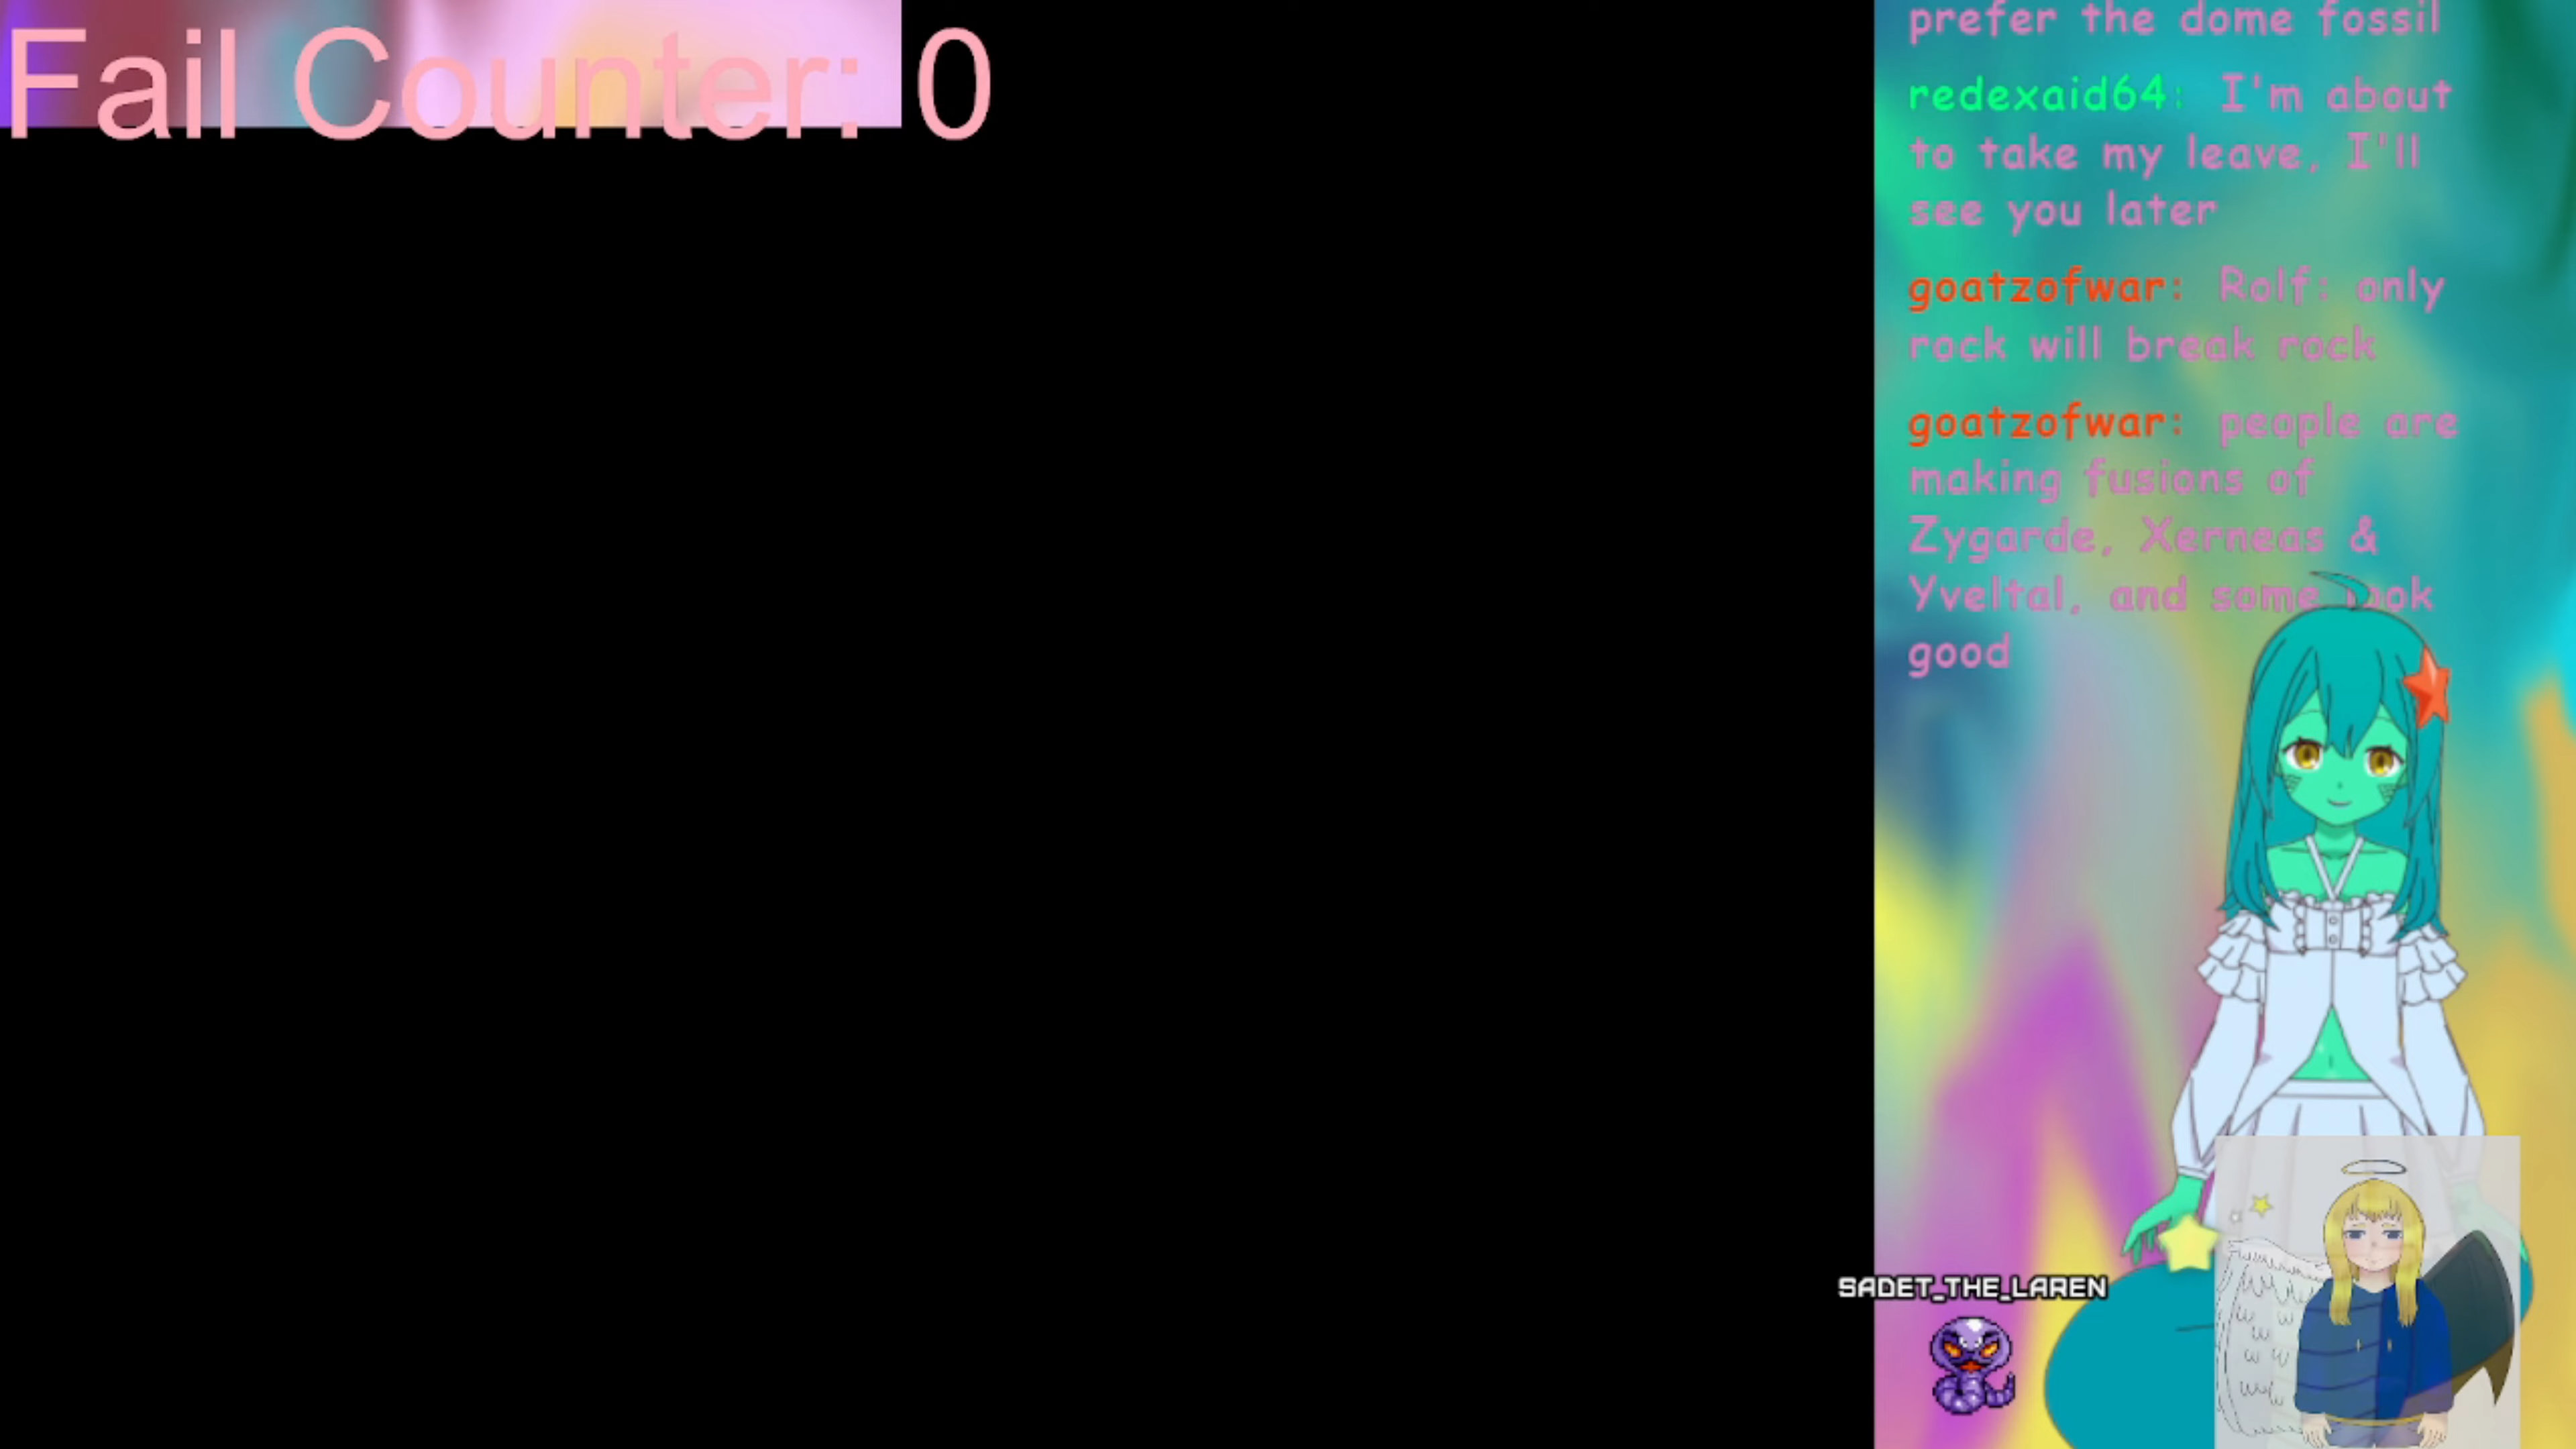 Fail Counter: 0
prefer the dome fossil
redexaid64: I'm about
to take my leave, I'll
see you later
goatzofwar: Rolf: only
rock will break rock
goatzofwar: people are
making fusions of
Zygarde, Xerneas &
Yveltal, and some look
good
SADET_THE_LAREN